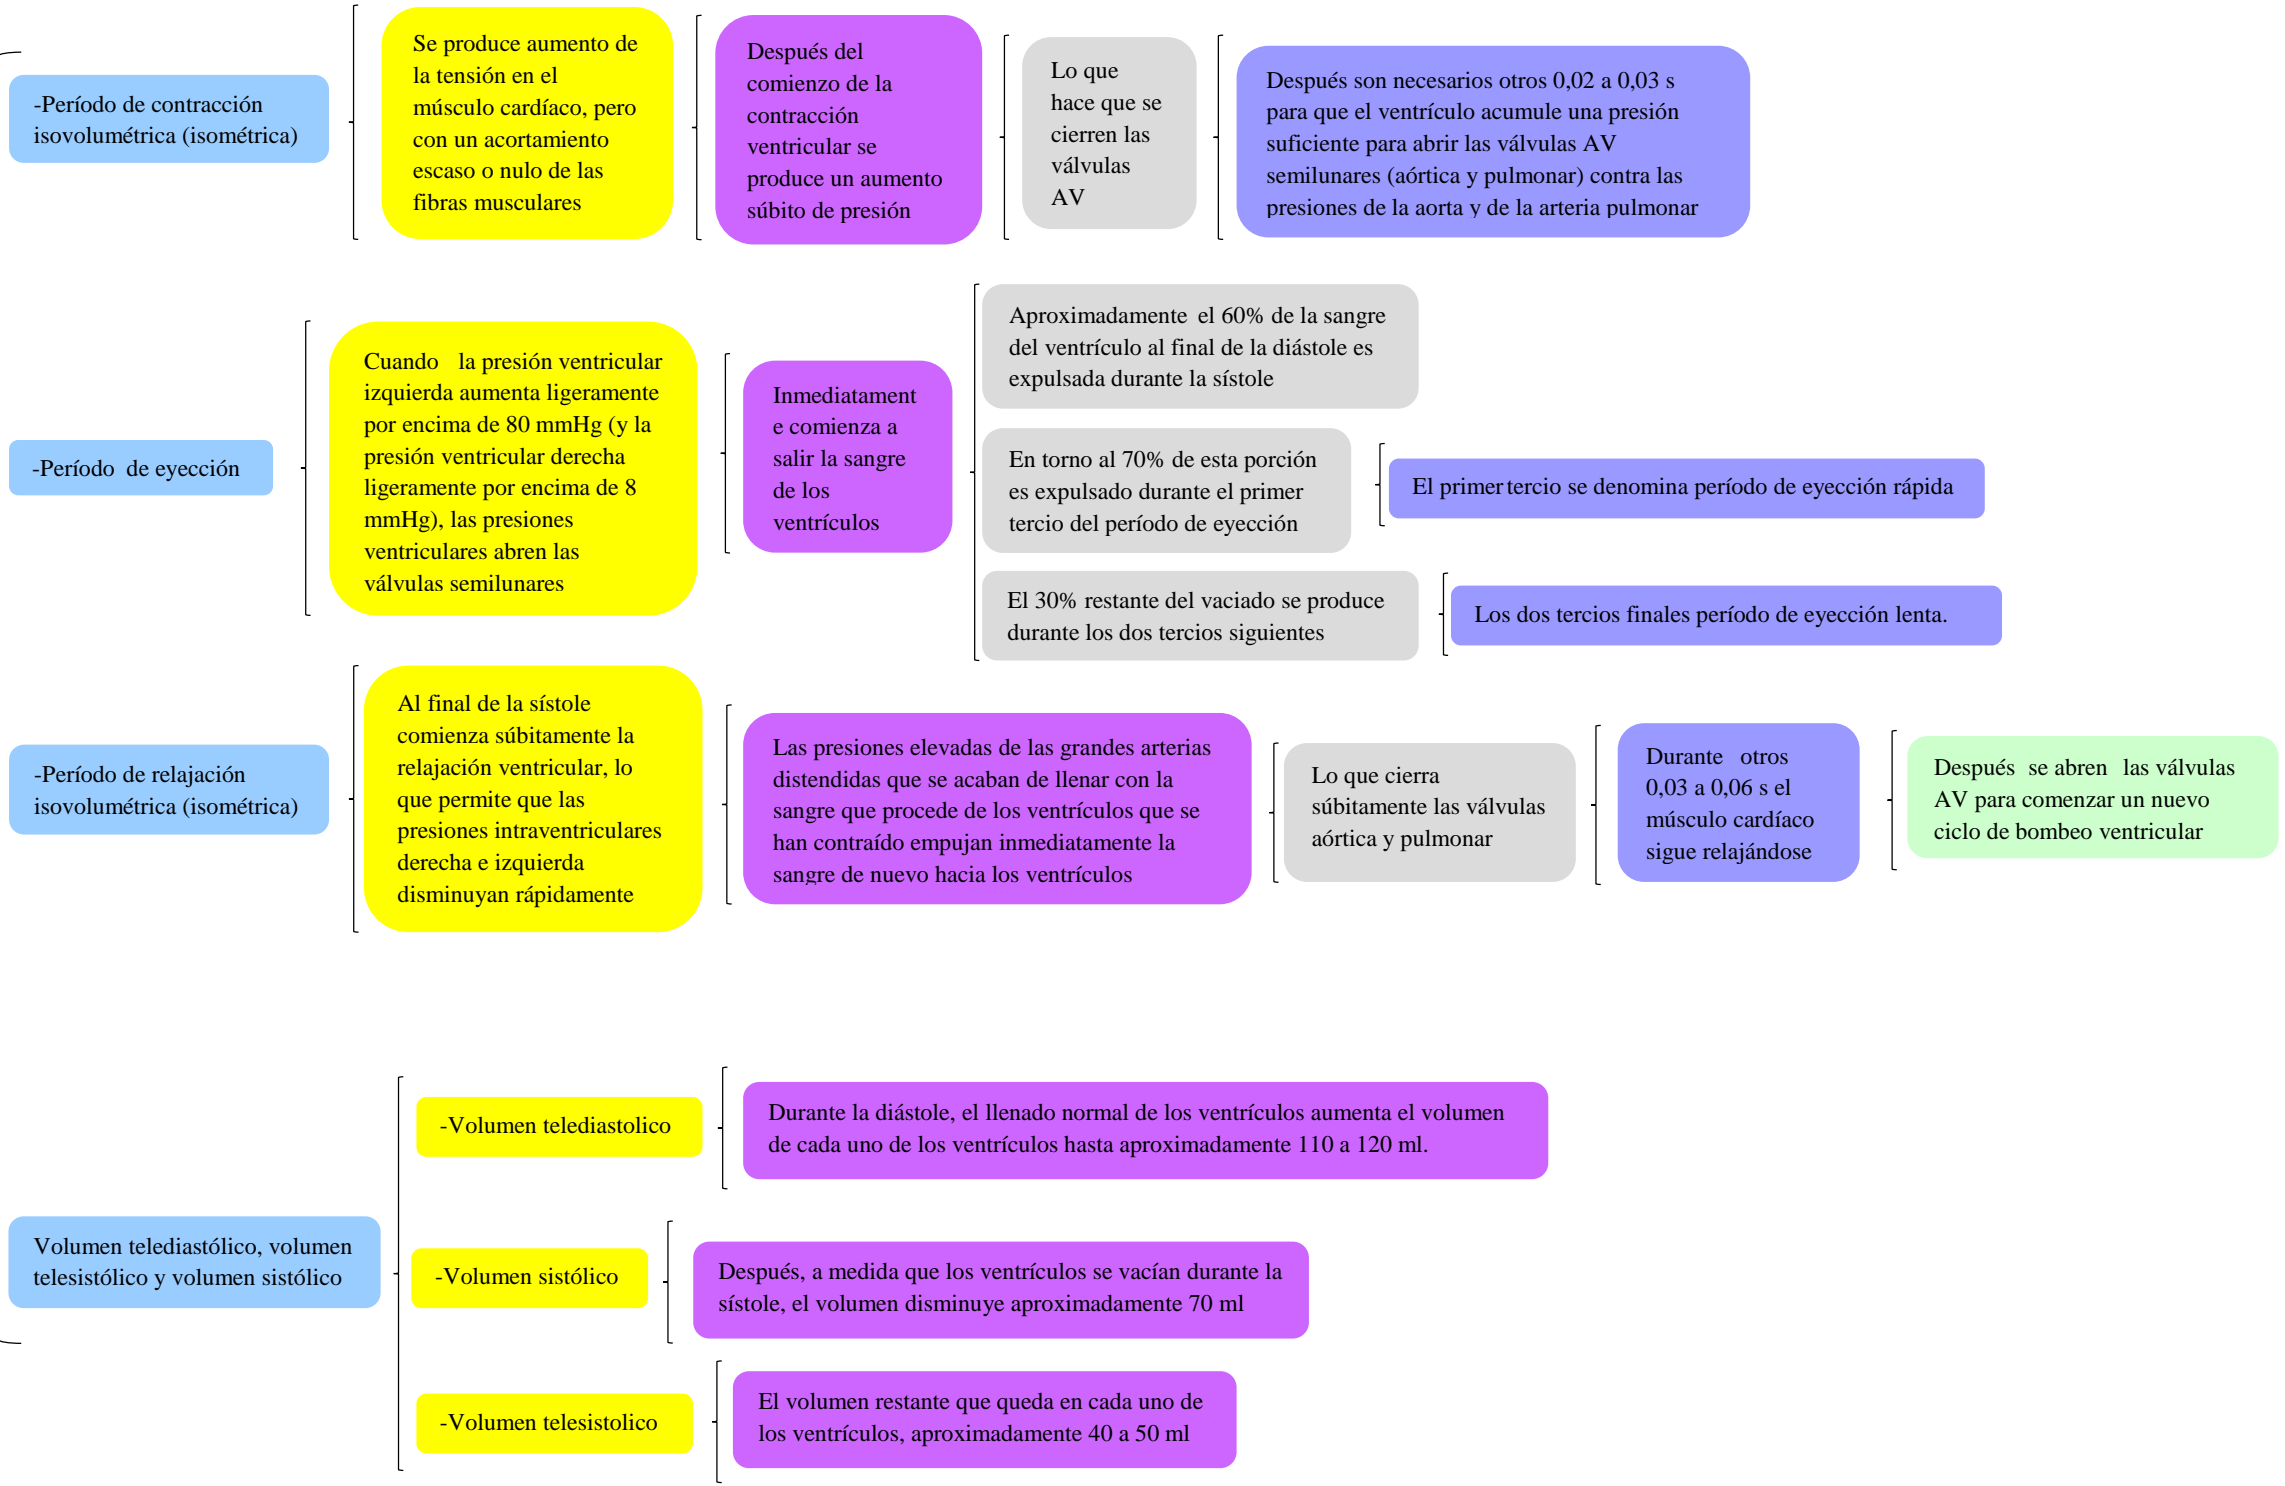 -Período de contracción
isovolumétrica (isométrica)
Se produce aumento de
la tensión en el
músculo cardíaco, pero
con un acortamiento
escaso o nulo de las
fibras musculares
Después del
comienzo de la
contracción
ventricular se
produce un aumento
súbito de presión
Lo que
hace que se
cierren las
válvulas
AV
Después son necesarios otros 0,02 a 0,03 s
para que el ventrículo acumule una presión
suficiente para abrir las válvulas AV
semilunares (aórtica y pulmonar) contra las
presiones de la aorta y de la arteria pulmonar
-Período de eyección
Cuando la presión ventricular
izquierda aumenta ligeramente
por encima de 80 mmHg (y la
presión ventricular derecha
ligeramente por encima de 8
mmHg), las presiones
ventriculares abren las
válvulas semilunares
Inmediatament
e comienza a
salir la sangre
de los
ventrículos
Aproximadamente el 60% de la sangre
del ventrículo al final de la diástole es
expulsada durante la sístole
En torno al 70% de esta porción
es expulsado durante el primer
tercio del período de eyección
El primer tercio se denomina período de eyección rápida
El 30% restante del vaciado se produce
durante los dos tercios siguientes
Los dos tercios finales período de eyección lenta.
-Período de relajación
isovolumétrica (isométrica)
Al final de la sístole
comienza súbitamente la
relajación ventricular, lo
que permite que las
presiones intraventriculares
derecha e izquierda
disminuyan rápidamente
Las presiones elevadas de las grandes arterias
distendidas que se acaban de llenar con la
sangre que procede de los ventrículos que se
han contraído empujan inmediatamente la
sangre de nuevo hacia los ventrículos
Lo que cierra
súbitamente las válvulas
aórtica y pulmonar
Durante otros
0,03 a 0,06 s el
músculo cardíaco
sigue relajándose
Después se abren las válvulas
AV para comenzar un nuevo
ciclo de bombeo ventricular
Volumen telediastólico, volumen
telesistólico y volumen sistólico
-Volumen telediastolico
Durante la diástole, el llenado normal de los ventrículos aumenta el volumen
de cada uno de los ventrículos hasta aproximadamente 110 a 120 ml.
-Volumen sistólico
Después, a medida que los ventrículos se vacían durante la
sístole, el volumen disminuye aproximadamente 70 ml
-Volumen telesistolico
El volumen restante que queda en cada uno de
los ventrículos, aproximadamente 40 a 50 ml